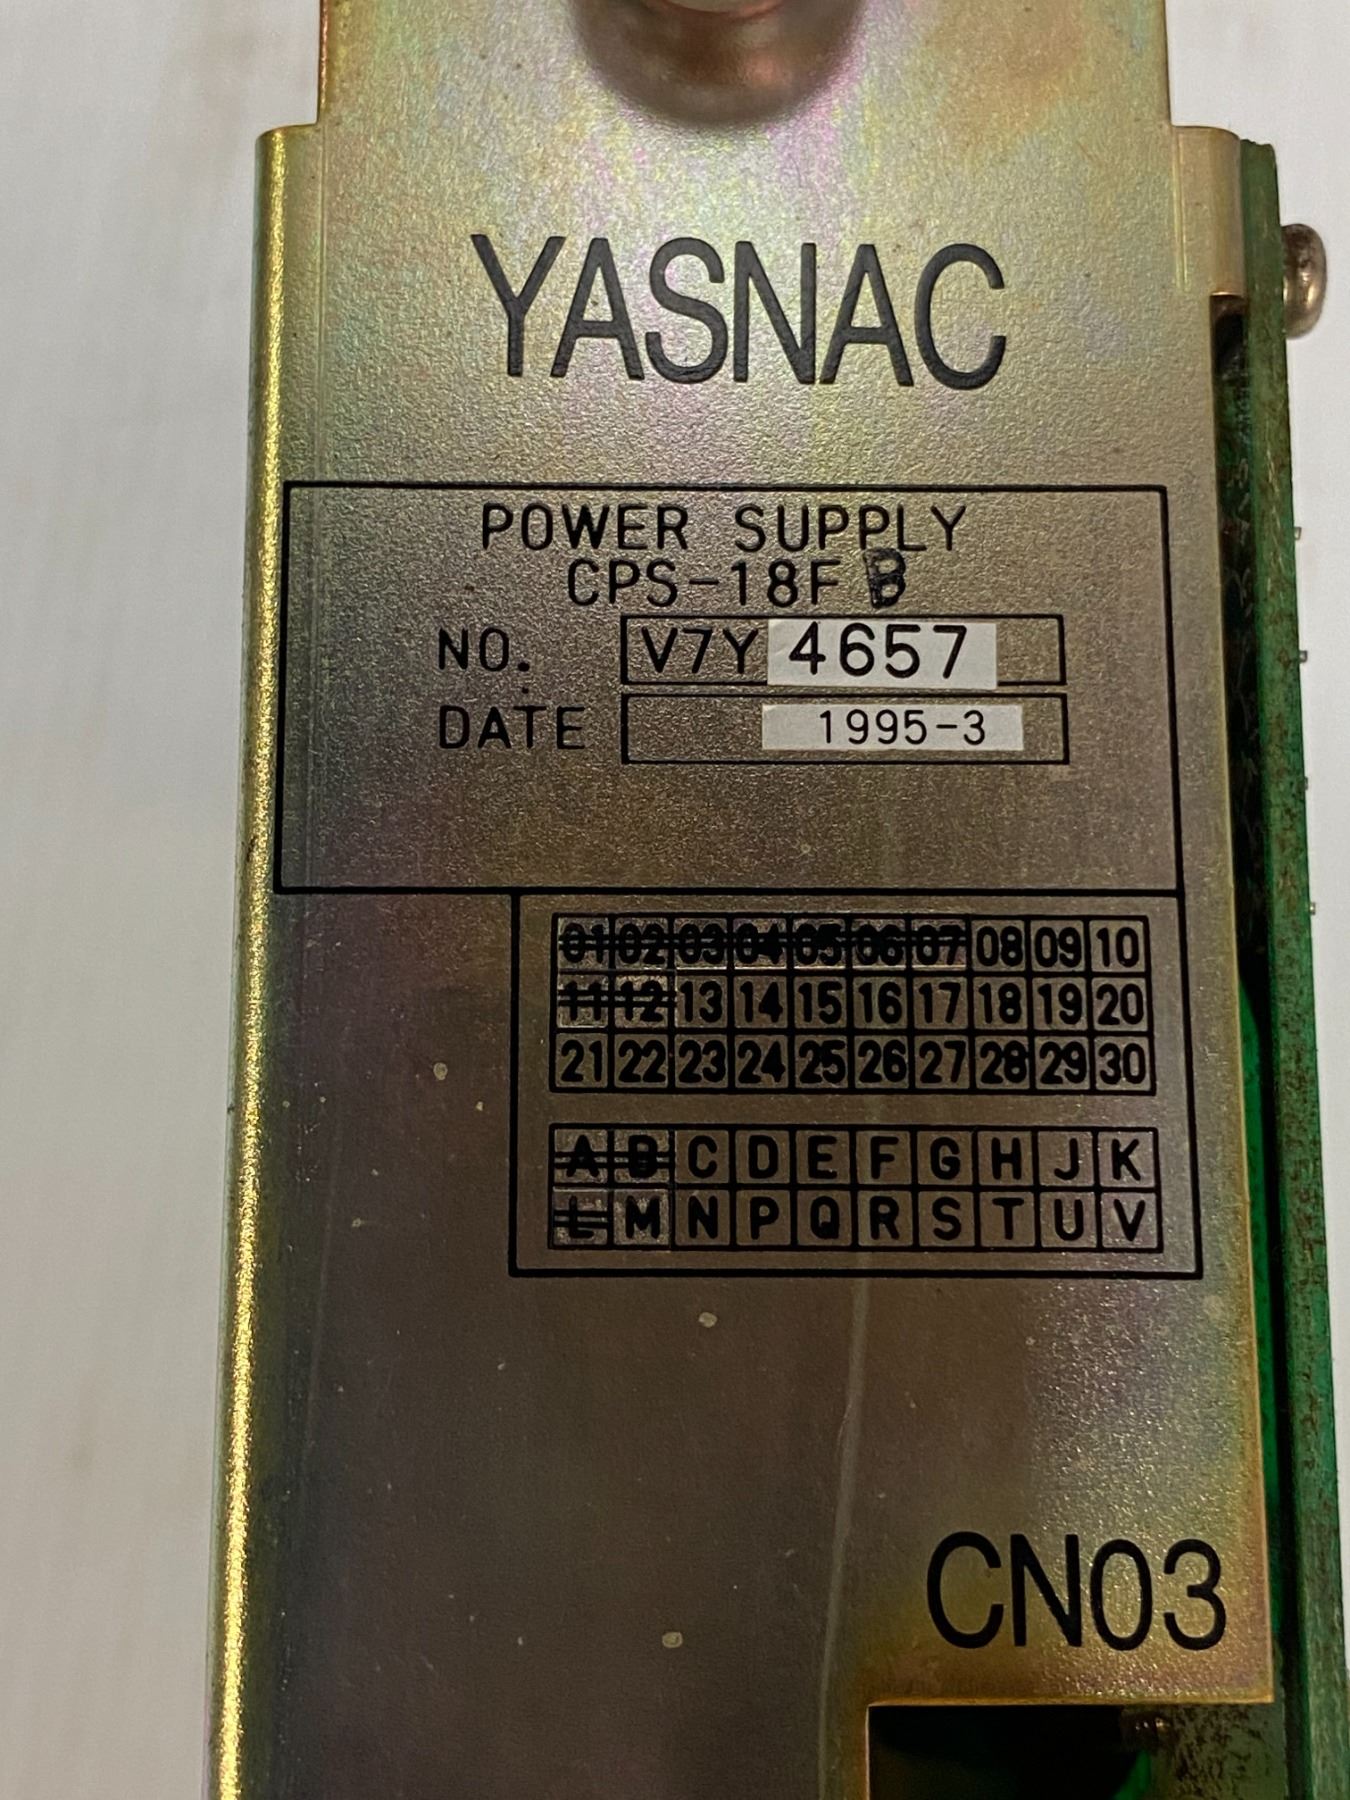 YASNAC
POWER SUPPLY
CPS-18F B
NO. V7Y 4657
DATE 1995-3
01 02 03 04 05 06 07 08 09 10
11 12 13 14 15 16 17 18 19 20
21 22 23 24 25 26 27 28 29 30
A B C D E F G H J K
L M N P Q R S T U V
CN03